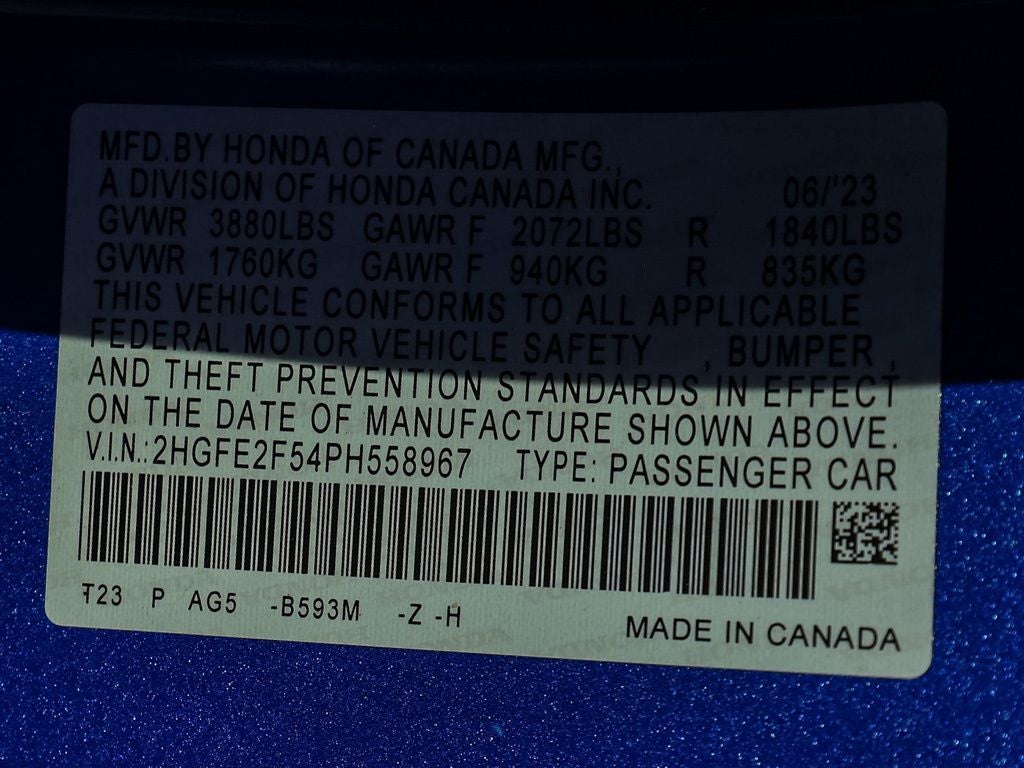 MFD.BY HONDA OF CANADA MFG.,
A DIVISION OF HONDA CANADA INC. 06/'23
GVWR 3880LBS GAWR F 2072LBS R 1840LBS
GVWR 1760KG GAWR F 940KG R 835KG
THIS VEHICLE CONFORMS TO ALL APPLICABLE
FEDERAL MOTOR VEHICLE SAFETY , BUMPER ,
AND THEFT PREVENTION STANDARDS IN EFFECT
ON THE DATE OF MANUFACTURE SHOWN ABOVE.
V.I.N.: 2HGFE2F54PH558967 TYPE: PASSENGER CAR
T23 P AG5 -B593M -Z -H
MADE IN CANADA